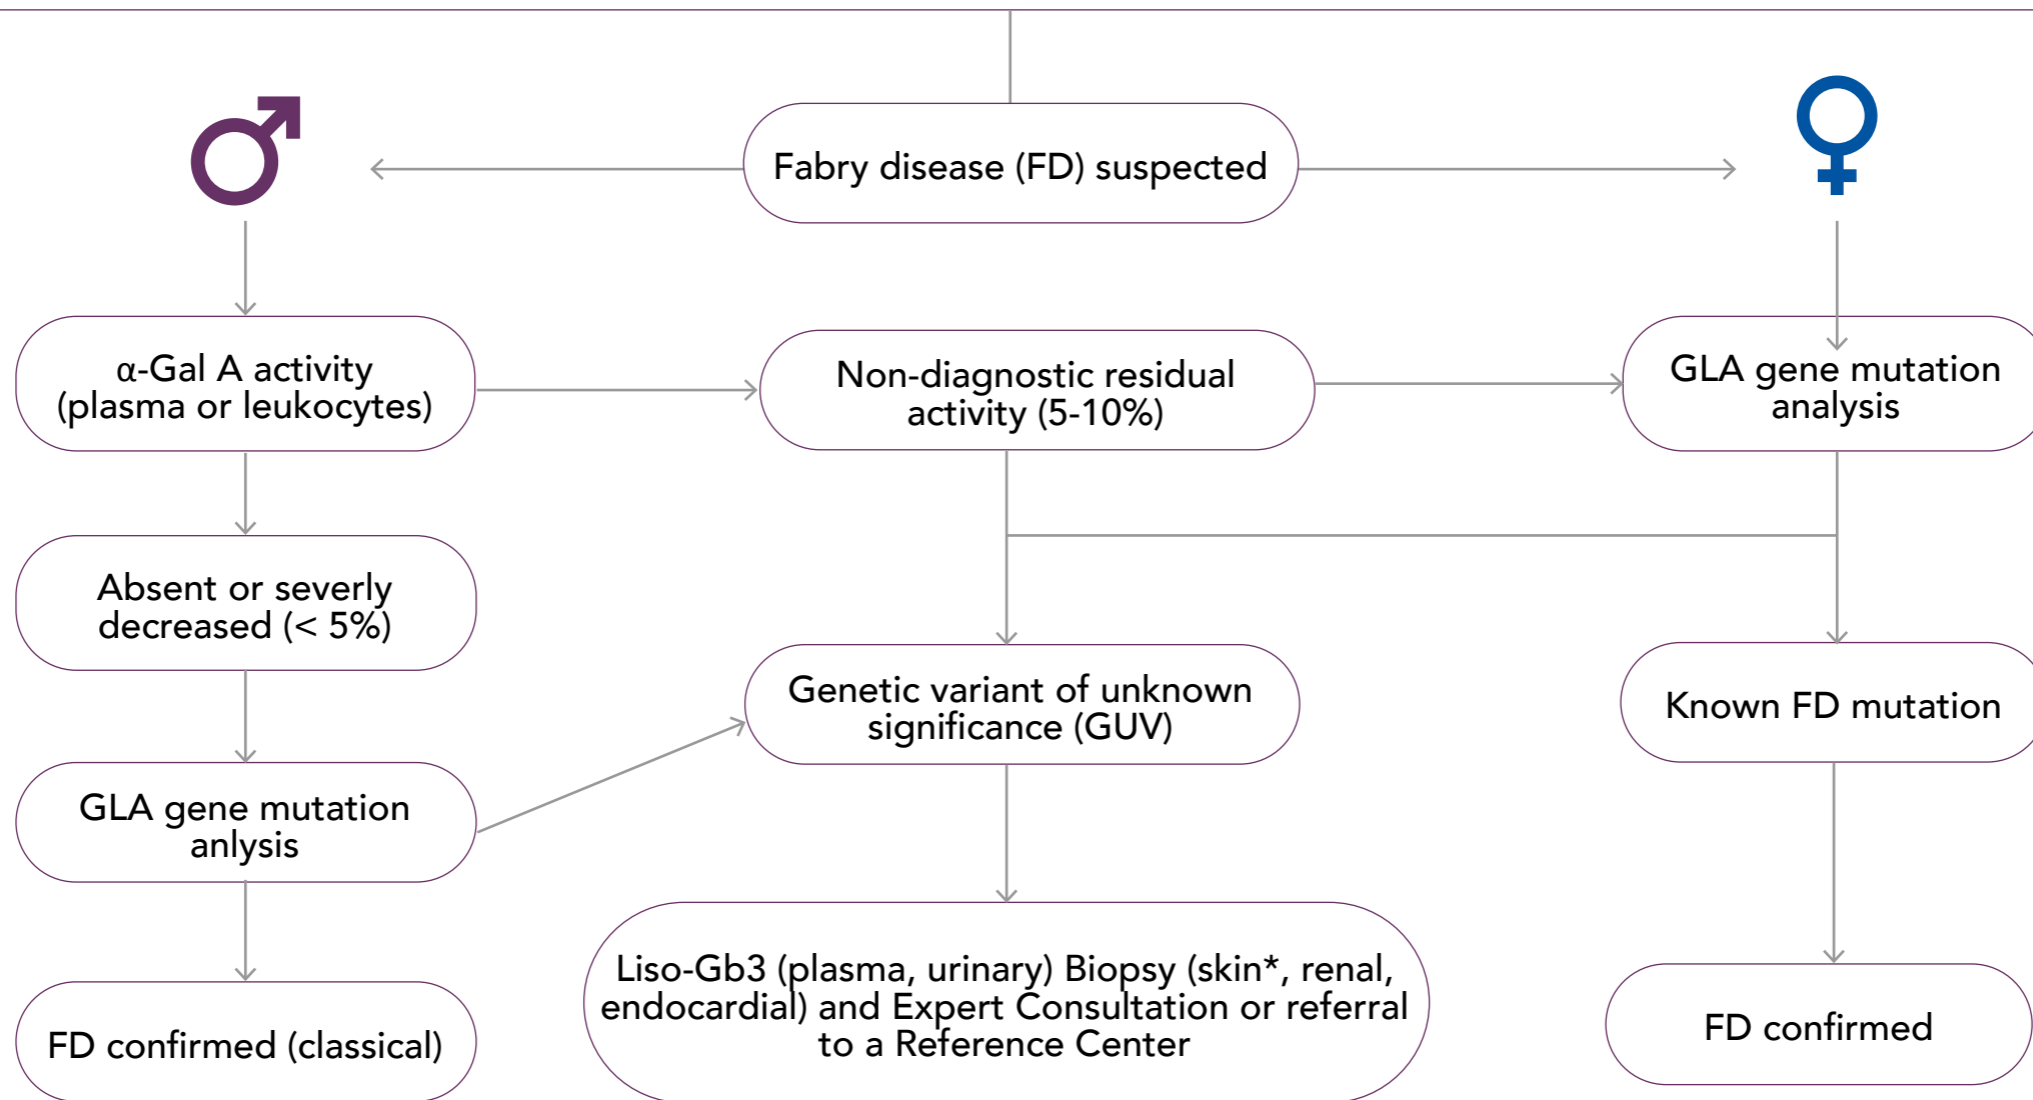 Fabry disease (FD) suspected
α-Gal A activity
(plasma or leukocytes)
Non-diagnostic residual
activity (5-10%)
GLA gene mutation
analysis
Absent or severly
decreased (< 5%)
Genetic variant of unknown
significance (GUV)
Known FD mutation
GLA gene mutation
anlysis
Liso-Gb3 (plasma, urinary) Biopsy (skin*, renal,
endocardial) and Expert Consultation or referral
to a Reference Center
FD confirmed (classical)
FD confirmed